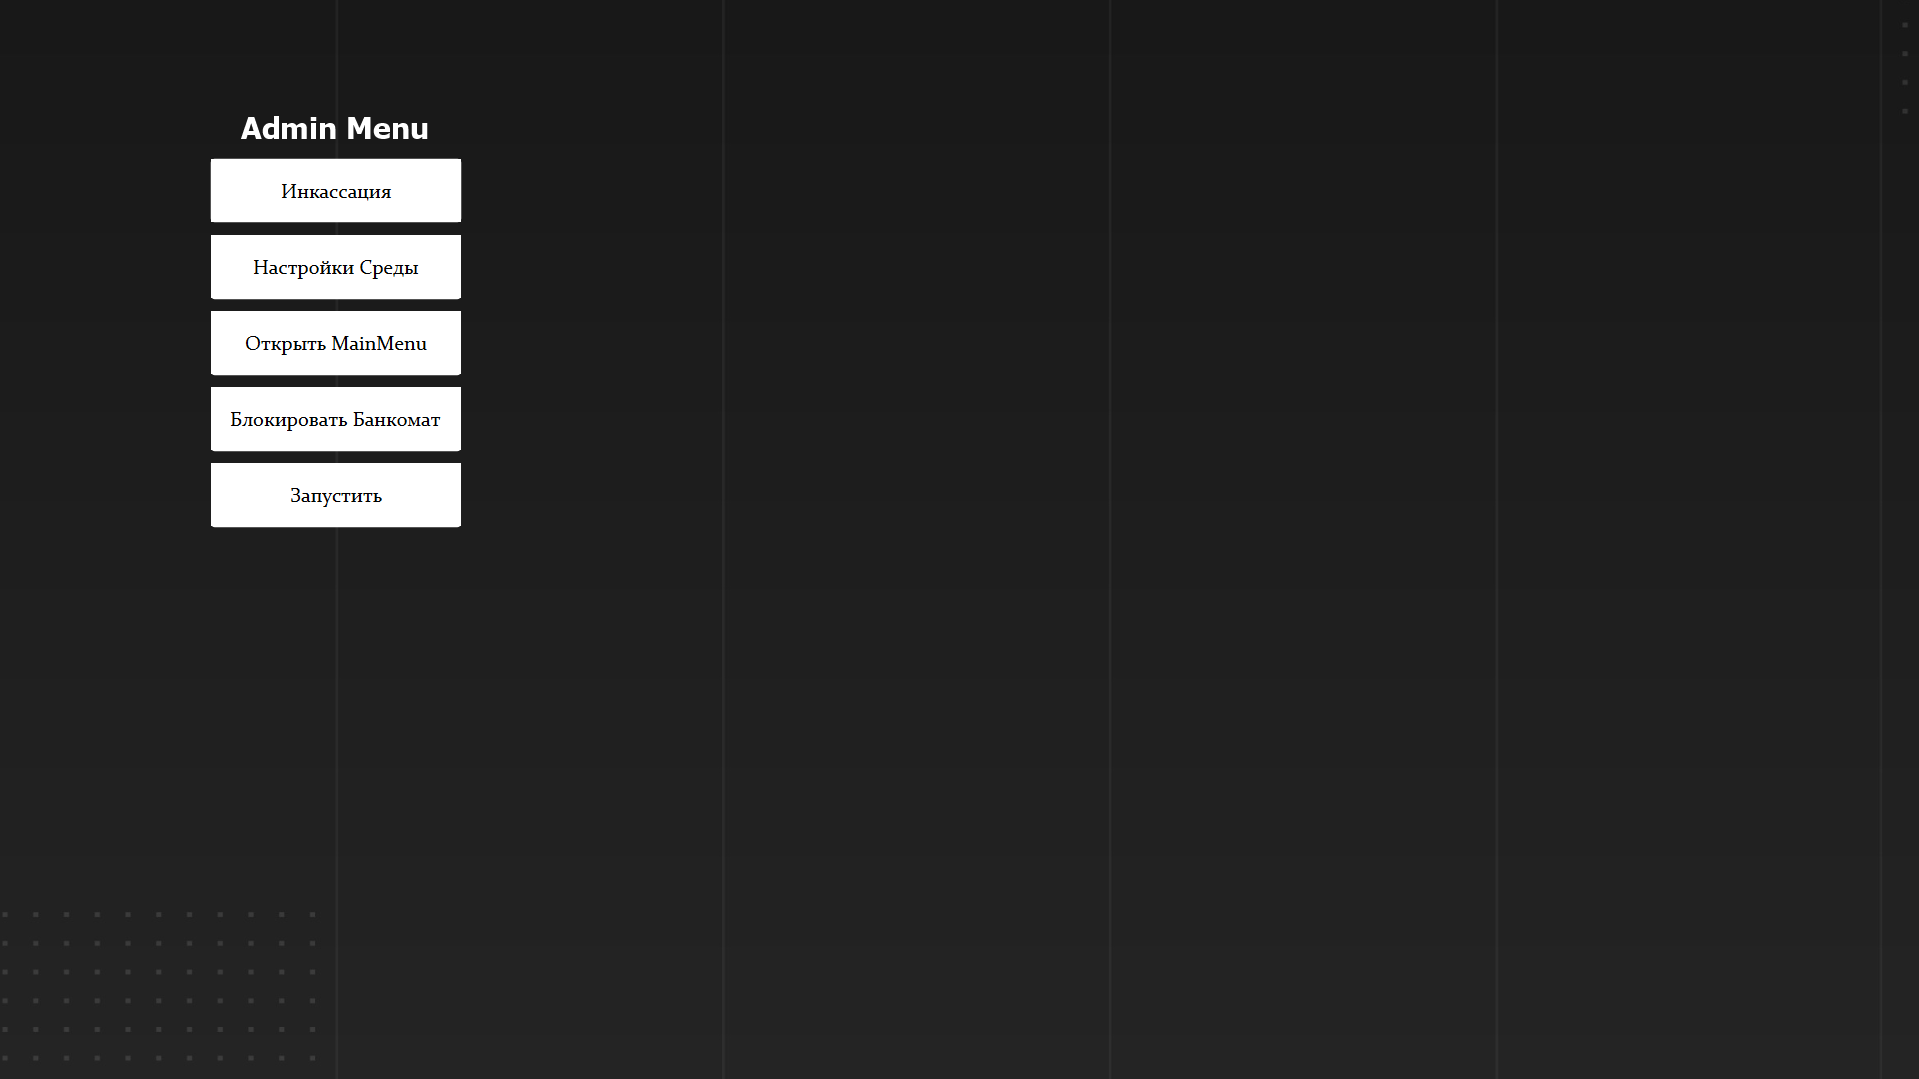 Admin Menu
Инкассация
Настройки Среды
Открыть MainMenu
Блокировать Банкомат
Запустить